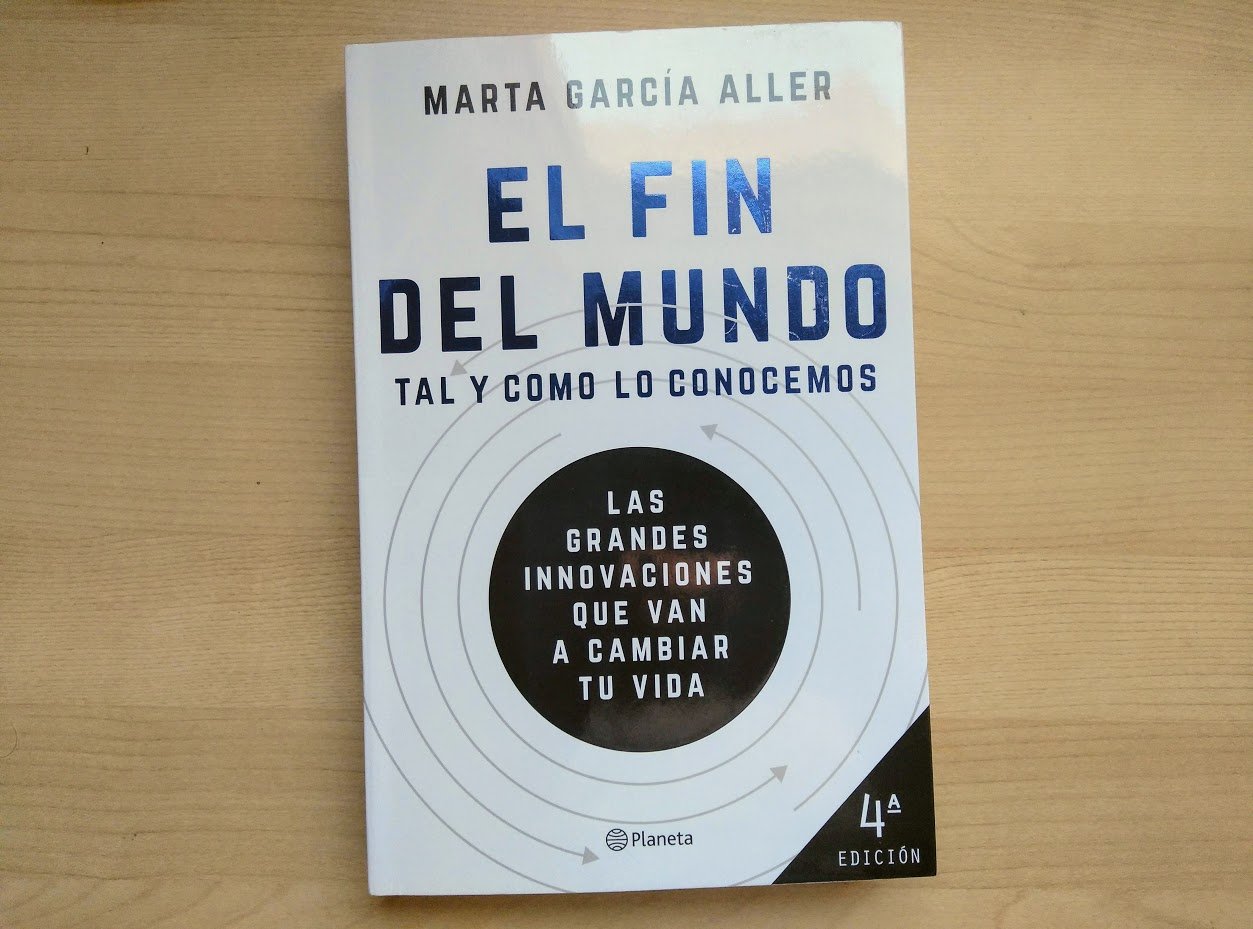 MARTA GARCÍA ALLER
EL FIN
DEL MUNDO
TAL Y COMO LO CONOCEMOS
LAS
GRANDES
INNOVACIONES
QUE VAN
A CAMBIAR
TU VIDA
Planeta
4ª
EDICIÓN